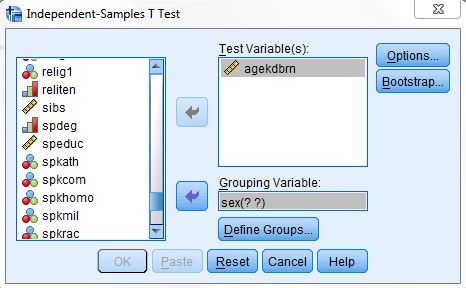 Independent-Samples T Test
relig1
reliten
sibs
spdeg
speduc
spkath
spkcom
spkhomo
spkmil
spkrac
Test Variable(s):
agekdbrn
Grouping Variable:
sex(? ?)
Define Groups...
Options...
Bootstrap...
OK Paste Reset Cancel Help